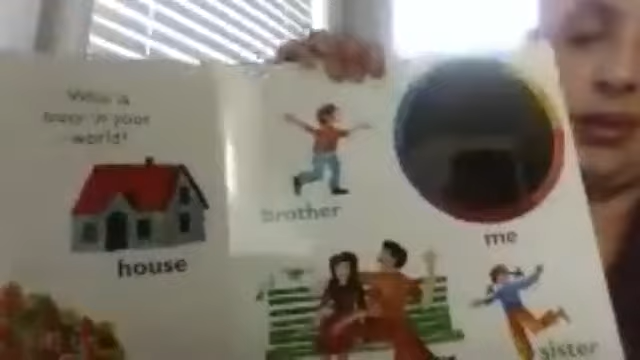 Who is
busy in your
world?
brother
me
house
sister